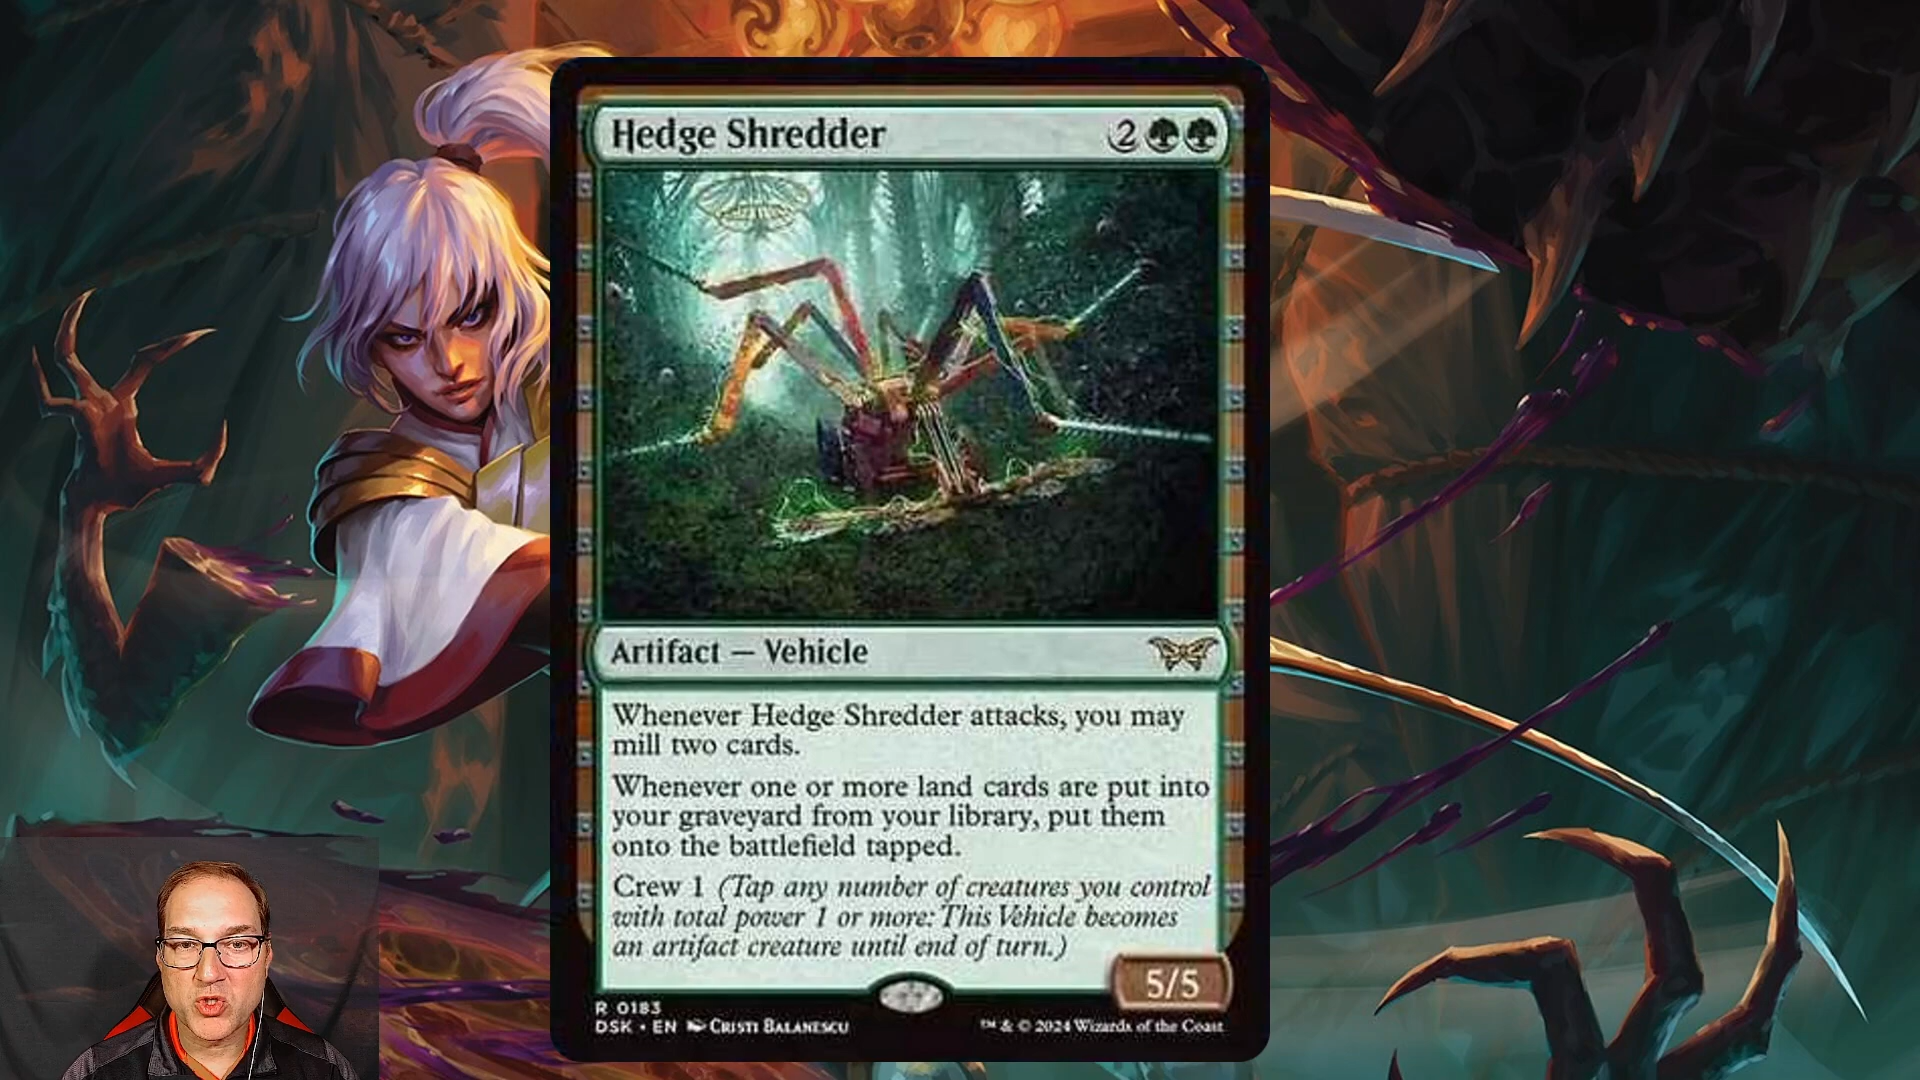 Hedge Shredder 2
Artifact — Vehicle
Whenever Hedge Shredder attacks, you may
mill two cards.
Whenever one or more land cards are put into
your graveyard from your library, put them
onto the battlefield tapped.
Crew 1 (Tap any number of creatures you control
with total power 1 or more: This Vehicle becomes
an artifact creature until end of turn.)
5/5
R 0183
DSK • EN Cristi Balanescu
™ & © 2024 Wizards of the Coast